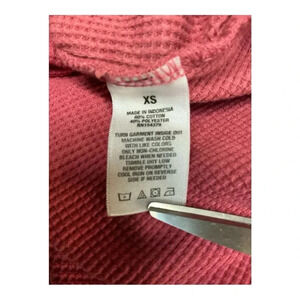 XS
MADE IN INDONESIA
60% COTTON
40% POLYESTER
TURN GARMENT INSIDE OUT
MACHINE WASH COLD
WITH LIKE COLORS
ONLY NON-CHLORINE
BLEACH WHEN NEEDED
TUMBLE DRY LOW
REMOVE PROMPTLY
COOL IRON ON REVERSE
SIDE IF NEEDED